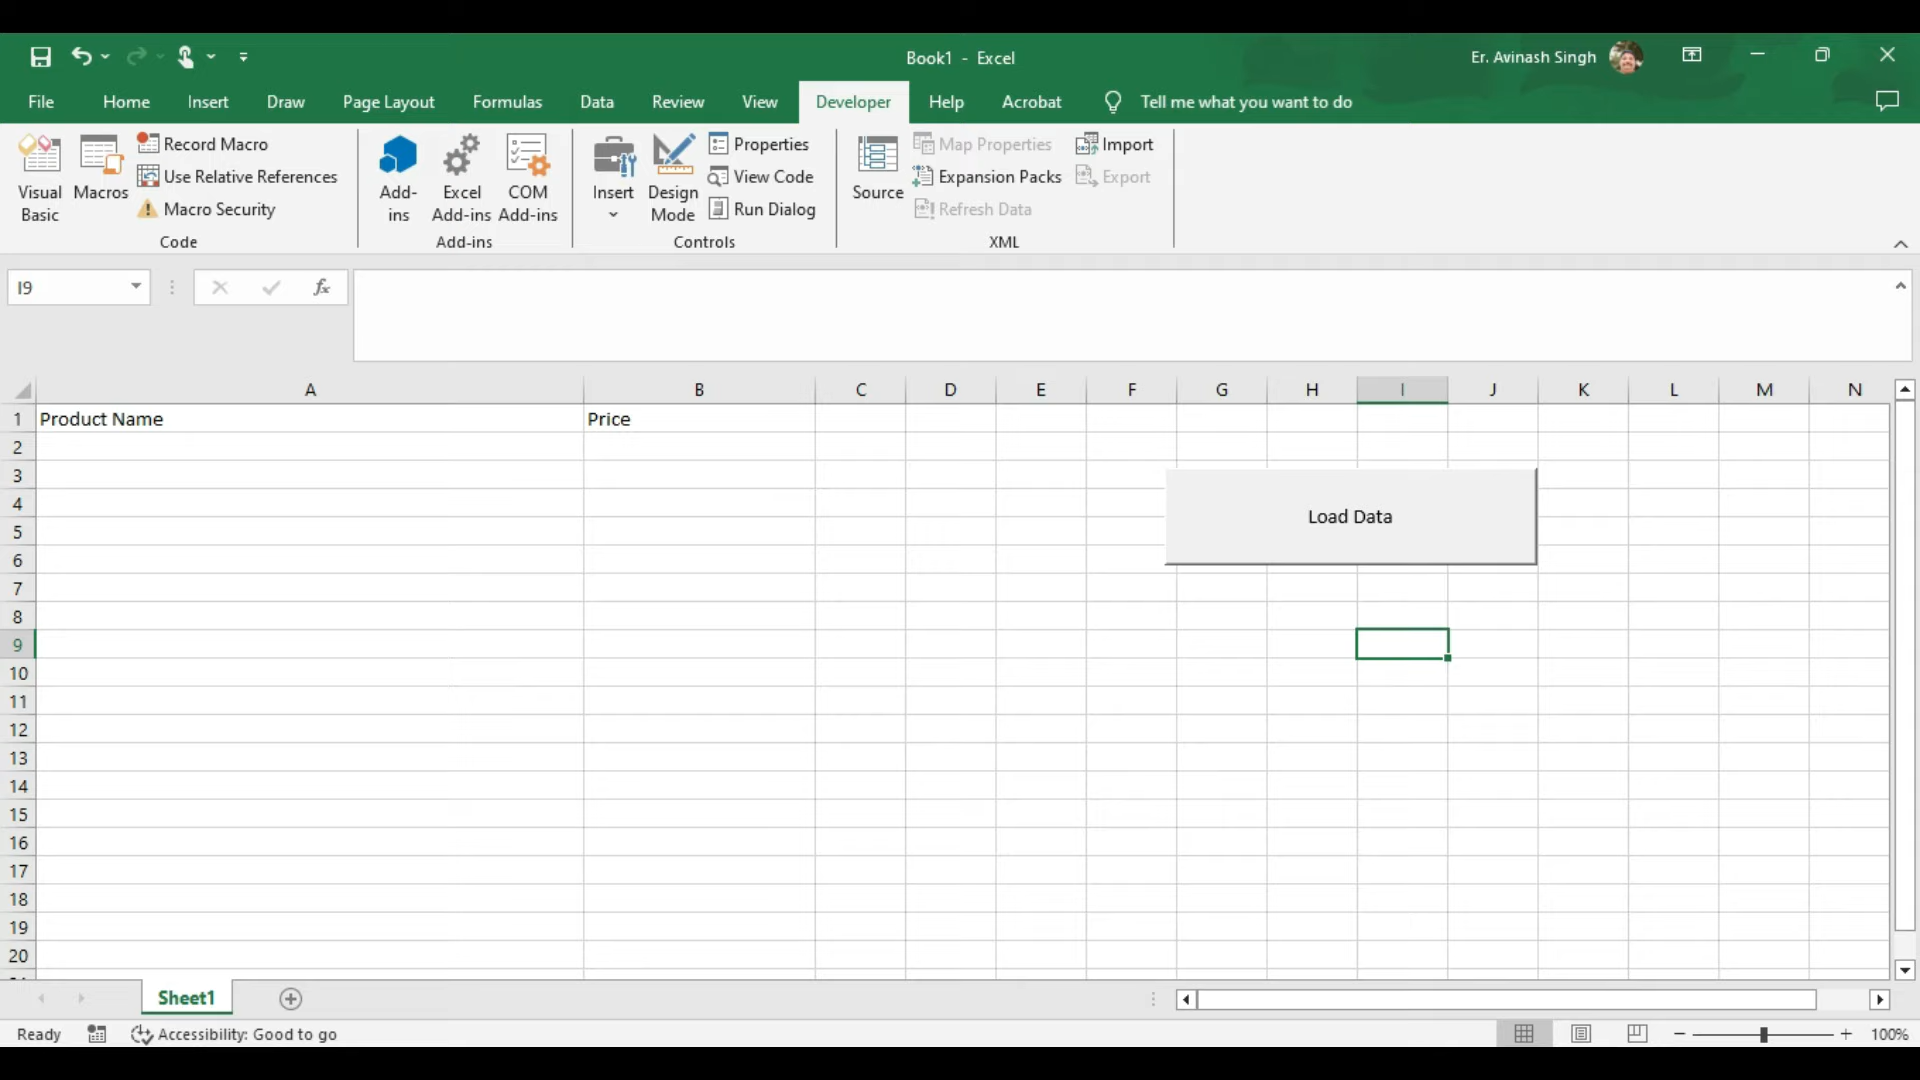 Book1 - Excel
Er. Avinash Singh
File Home Insert Draw Page Layout Formulas Data Review View Developer Help Acrobat Tell me what you want to do
Visual Basic
Macros
Record Macro
Use Relative References
Macro Security
Code
Add-ins
Excel Add-ins
COM Add-ins
Add-ins
Insert
Design Mode
Properties
View Code
Run Dialog
Controls
Source
Map Properties
Expansion Packs
Refresh Data
Import
Export
XML
I9
fx
A B C D E F G H I J K L M N
1 Product Name Price
2
3
4
Load Data
5
6
7
8
9
10
11
12
13
14
15
16
17
18
19
20
Sheet1
Ready
Accessibility: Good to go
100%